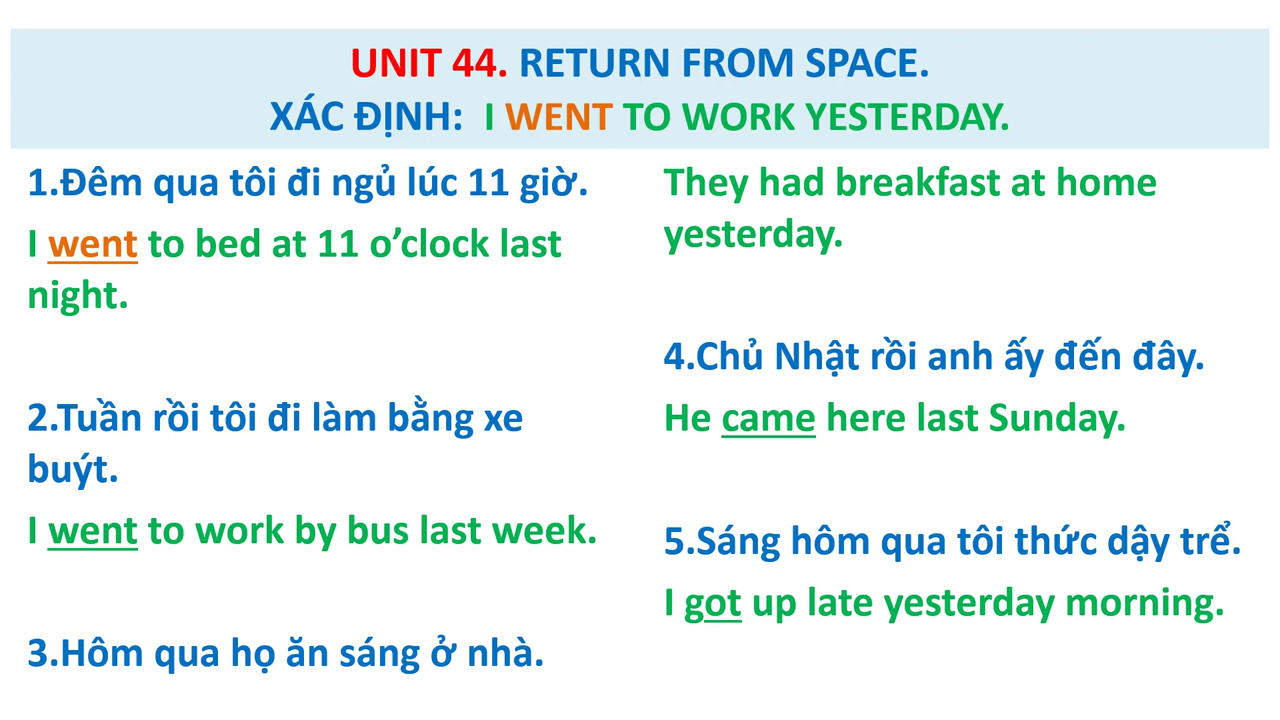 UNIT 44. RETURN FROM SPACE.
XÁC ĐỊNH: I WENT TO WORK YESTERDAY.
1.Đêm qua tôi đi ngủ lúc 11 giờ.
I went to bed at 11 o’clock last
night.
2.Tuần rồi tôi đi làm bằng xe
buýt.
I went to work by bus last week.
3.Hôm qua họ ăn sáng ở nhà.
They had breakfast at home
yesterday.
4.Chủ Nhật rồi anh ấy đến đây.
He came here last Sunday.
5.Sáng hôm qua tôi thức dậy trể.
I got up late yesterday morning.